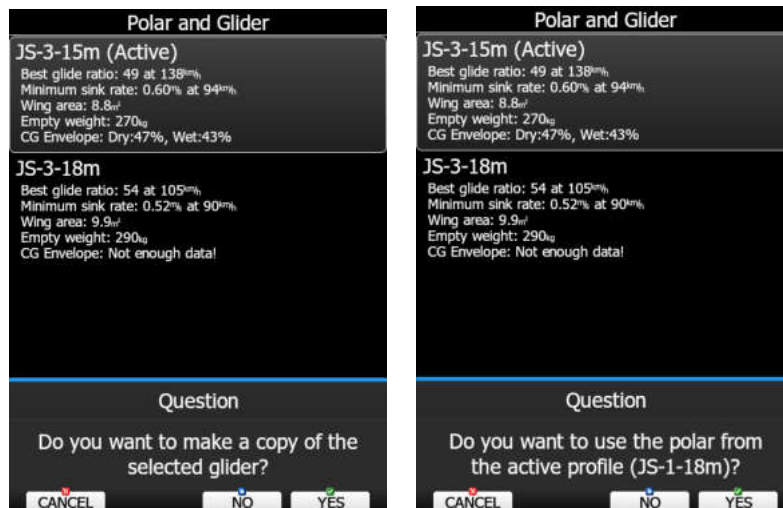 Polar and Glider
JS-3-15m (Active)
Best glide ratio: 49 at 138km/h
Minimum sink rate: 0.60m/s at 94km/h
Wing area: 8.8m²
Empty weight: 270kg
CG Envelope: Dry:47%, Wet:43%
JS-3-18m
Best glide ratio: 54 at 105km/h
Minimum sink rate: 0.52m/s at 90km/h
Wing area: 9.9m²
Empty weight: 290kg
CG Envelope: Not enough data!
Question
Do you want to make a copy of the
selected glider?
CANCEL NO YES
Polar and Glider
JS-3-15m (Active)
Best glide ratio: 49 at 138km/h
Minimum sink rate: 0.60m/s at 94km/h
Wing area: 8.8m²
Empty weight: 270kg
CG Envelope: Dry:47%, Wet:43%
JS-3-18m
Best glide ratio: 54 at 105km/h
Minimum sink rate: 0.52m/s at 90km/h
Wing area: 9.9m²
Empty weight: 290kg
CG Envelope: Not enough data!
Question
Do you want to use the polar from
the active profile (JS-1-18m)?
CANCEL NO YES